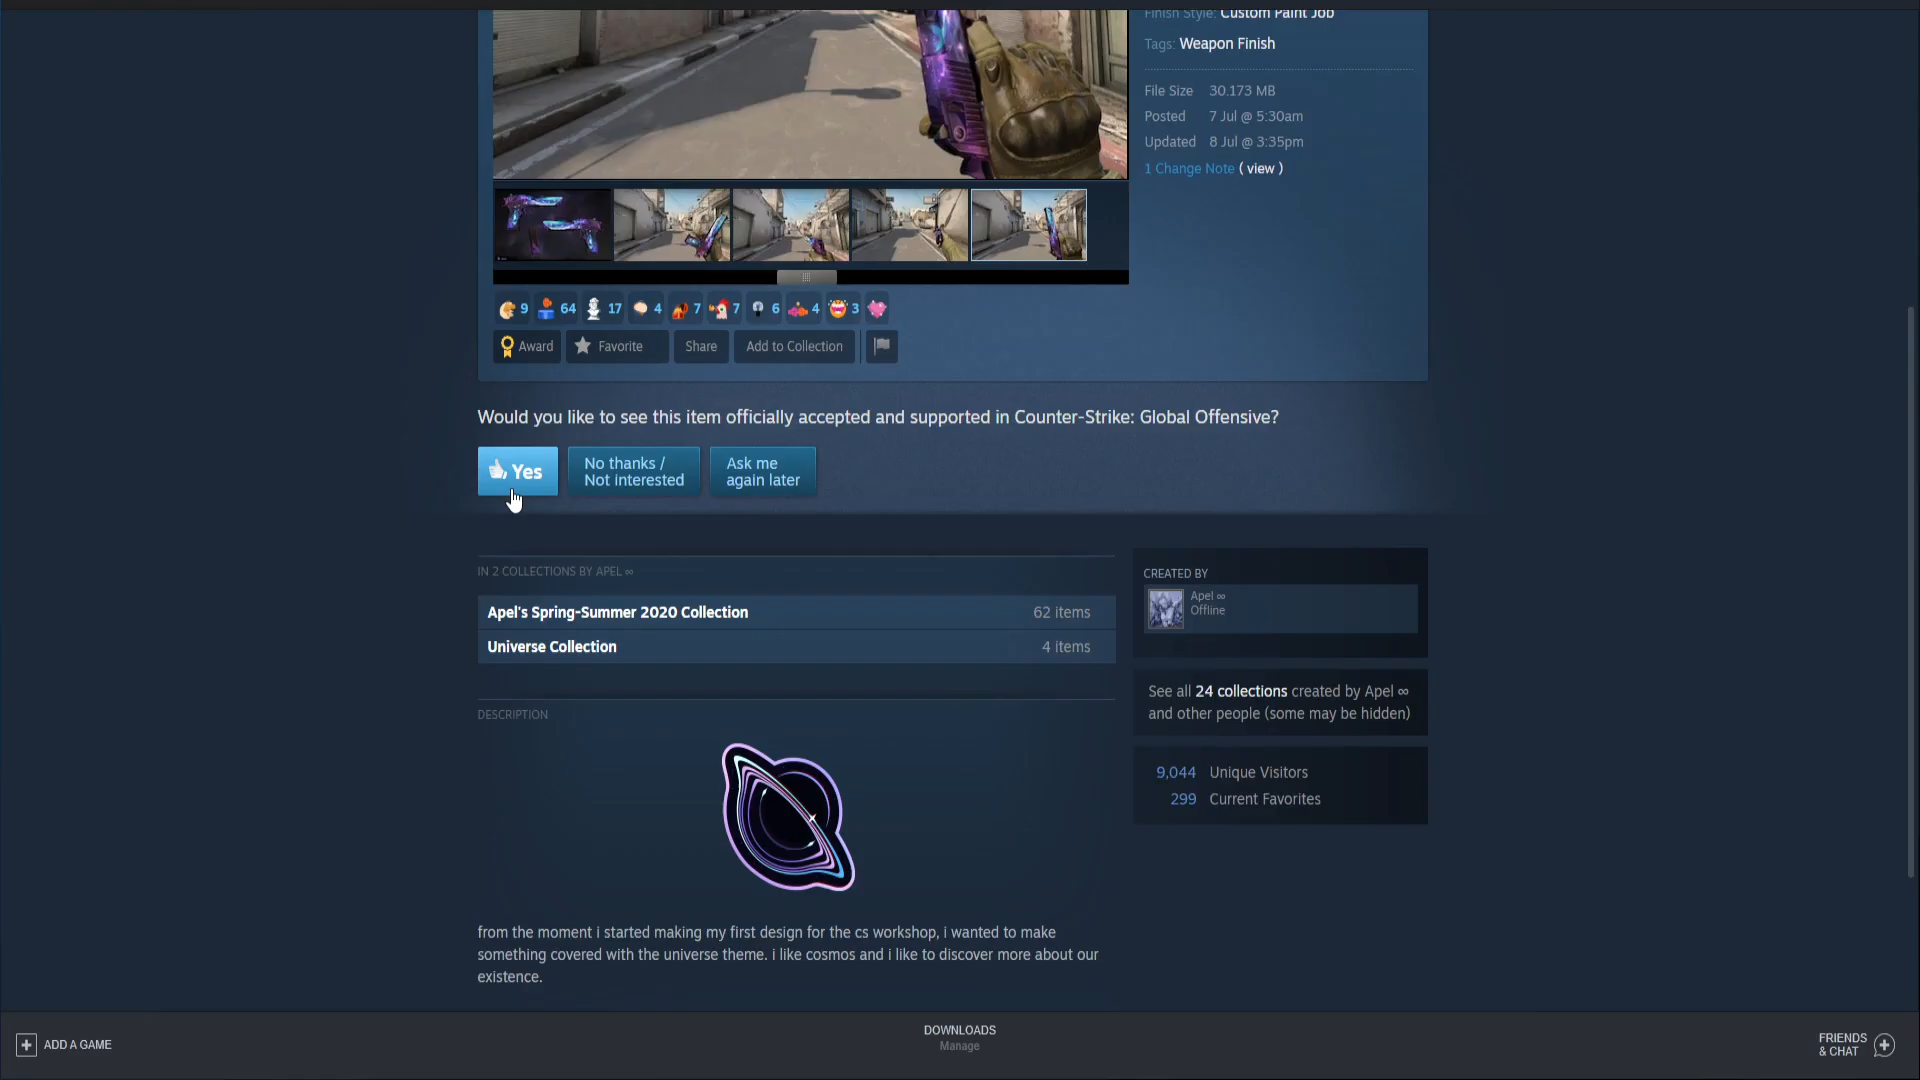 Finish Style: Custom Paint Job
Tags: Weapon Finish
File Size 30.173 MB
Posted 7 Jul @ 5:30am
Updated 8 Jul @ 3:35pm
1 Change Note ( view )
9 64 17 4 7 7 6 4 3
Award Favorite Share Add to Collection
Would you like to see this item officially accepted and supported in Counter-Strike: Global Offensive?
Yes
No thanks /
Not interested
Ask me
again later
IN 2 COLLECTIONS BY APEL ∞
Apel's Spring-Summer 2020 Collection 62 items
Universe Collection 4 items
CREATED BY
Apel ∞
Offline
See all 24 collections created by Apel ∞
and other people (some may be hidden)
9,044 Unique Visitors
299 Current Favorites
DESCRIPTION
from the moment i started making my first design for the cs workshop, i wanted to make
something covered with the universe theme. i like cosmos and i like to discover more about our
existence.
ADD A GAME
DOWNLOADS
Manage
FRIENDS
& CHAT